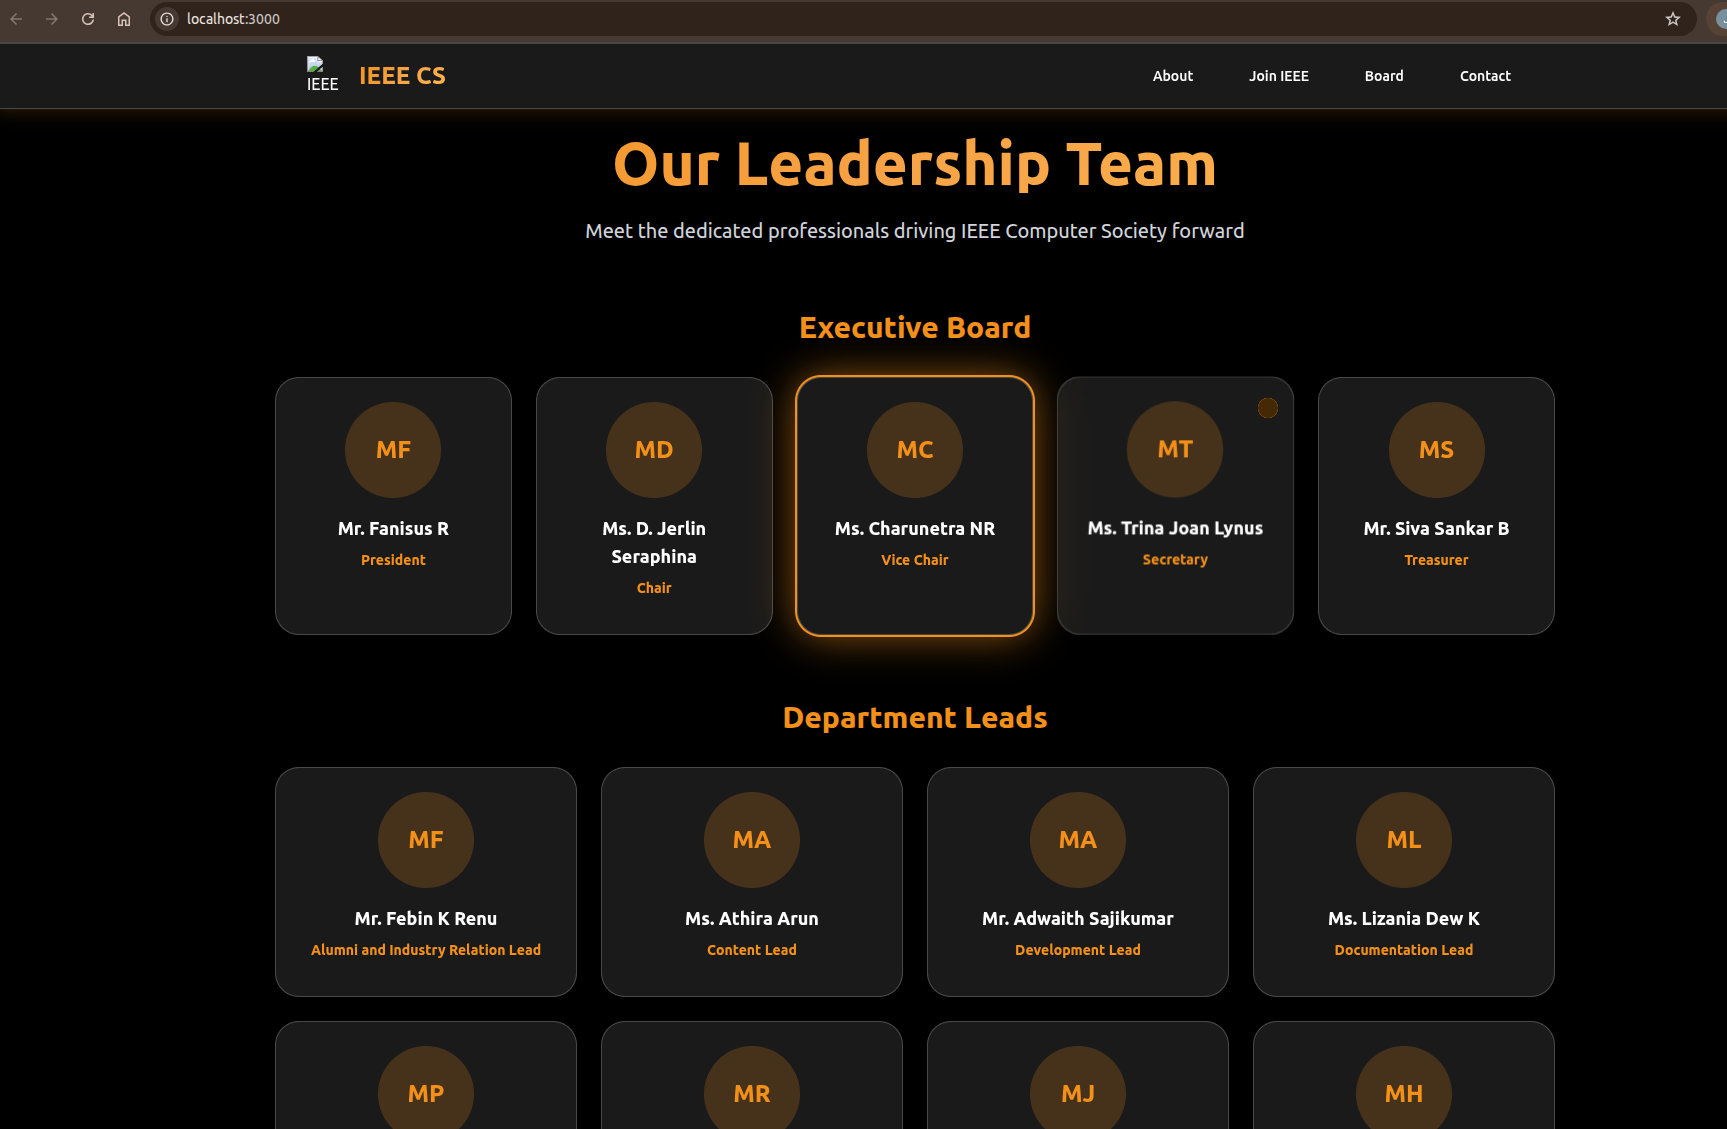 localhost:3000
IEEE
IEEE CS
About
Join IEEE
Board
Contact
Our Leadership Team
Meet the dedicated professionals driving IEEE Computer Society forward
Executive Board
MF
MD
MC
MT
MS
Mr. Fanisus R
President
Ms. D. Jerlin
Seraphina
Chair
Ms. Charunetra NR
Vice Chair
Ms. Trina Joan Lynus
Secretary
Mr. Siva Sankar B
Treasurer
Department Leads
MF
MA
MA
ML
Mr. Febin K Renu
Alumni and Industry Relation Lead
Ms. Athira Arun
Content Lead
Mr. Adwaith Sajikumar
Development Lead
Ms. Lizania Dew K
Documentation Lead
MP
MR
MJ
MH